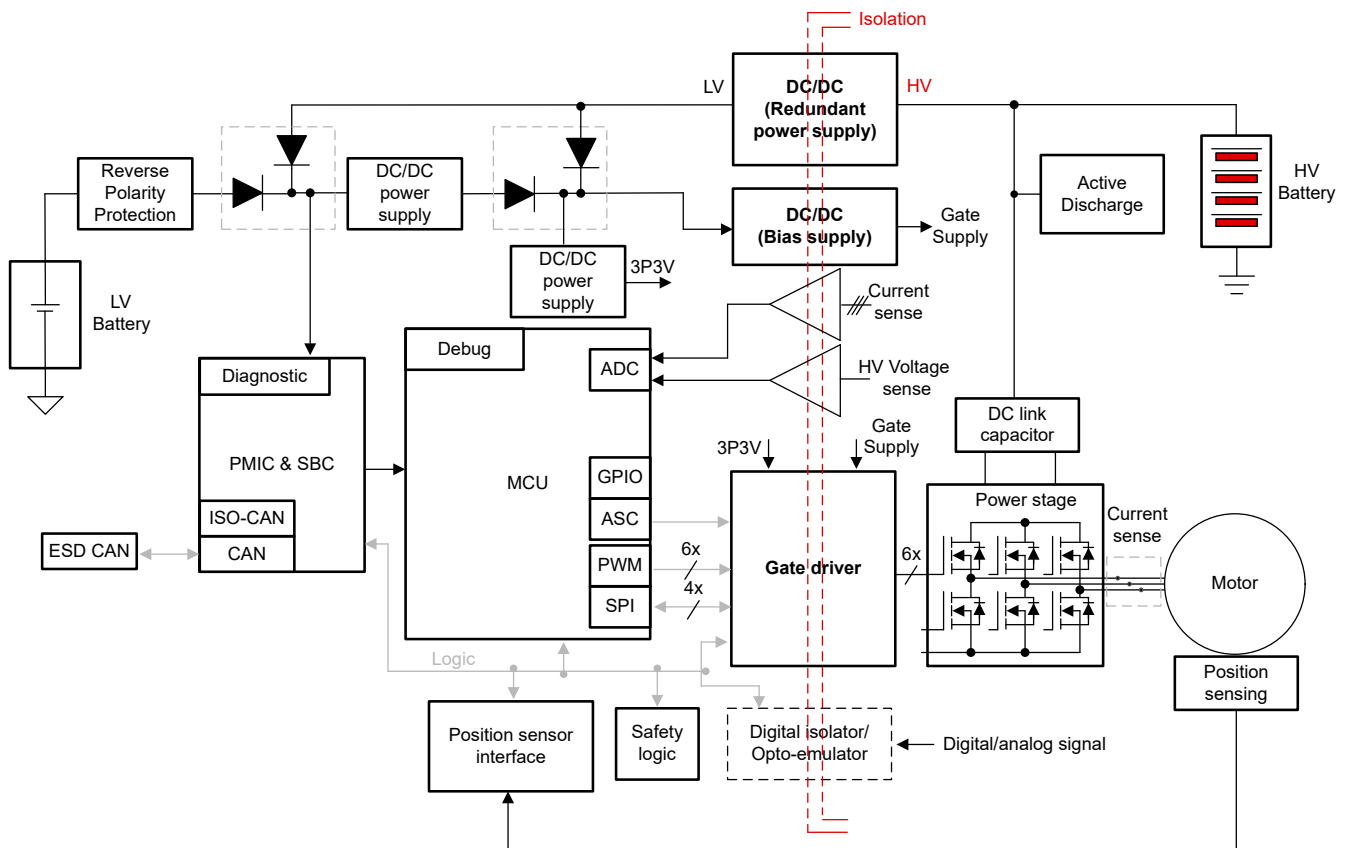 Isolation
LV
DC/DC
(Redundant
power supply)
HV
Reverse
Polarity
Protection
DC/DC
power
supply
DC/DC
(Bias supply)
Gate
Supply
Active
Discharge
HV
Battery
LV
Battery
DC/DC
power
supply
3P3V
Current
sense
HV Voltage
sense
Debug
ADC
MCU
GPIO
ASC
PWM
SPI
Diagnostic
PMIC & SBC
ISO-CAN
CAN
ESD CAN
6x
4x
3P3V
Gate
Supply
Gate driver
6x
DC link
capacitor
Power stage
Current
sense
Motor
Position
sensing
Logic
Position sensor
interface
Safety
logic
Digital isolator/
Opto-emulator
Digital/analog signal